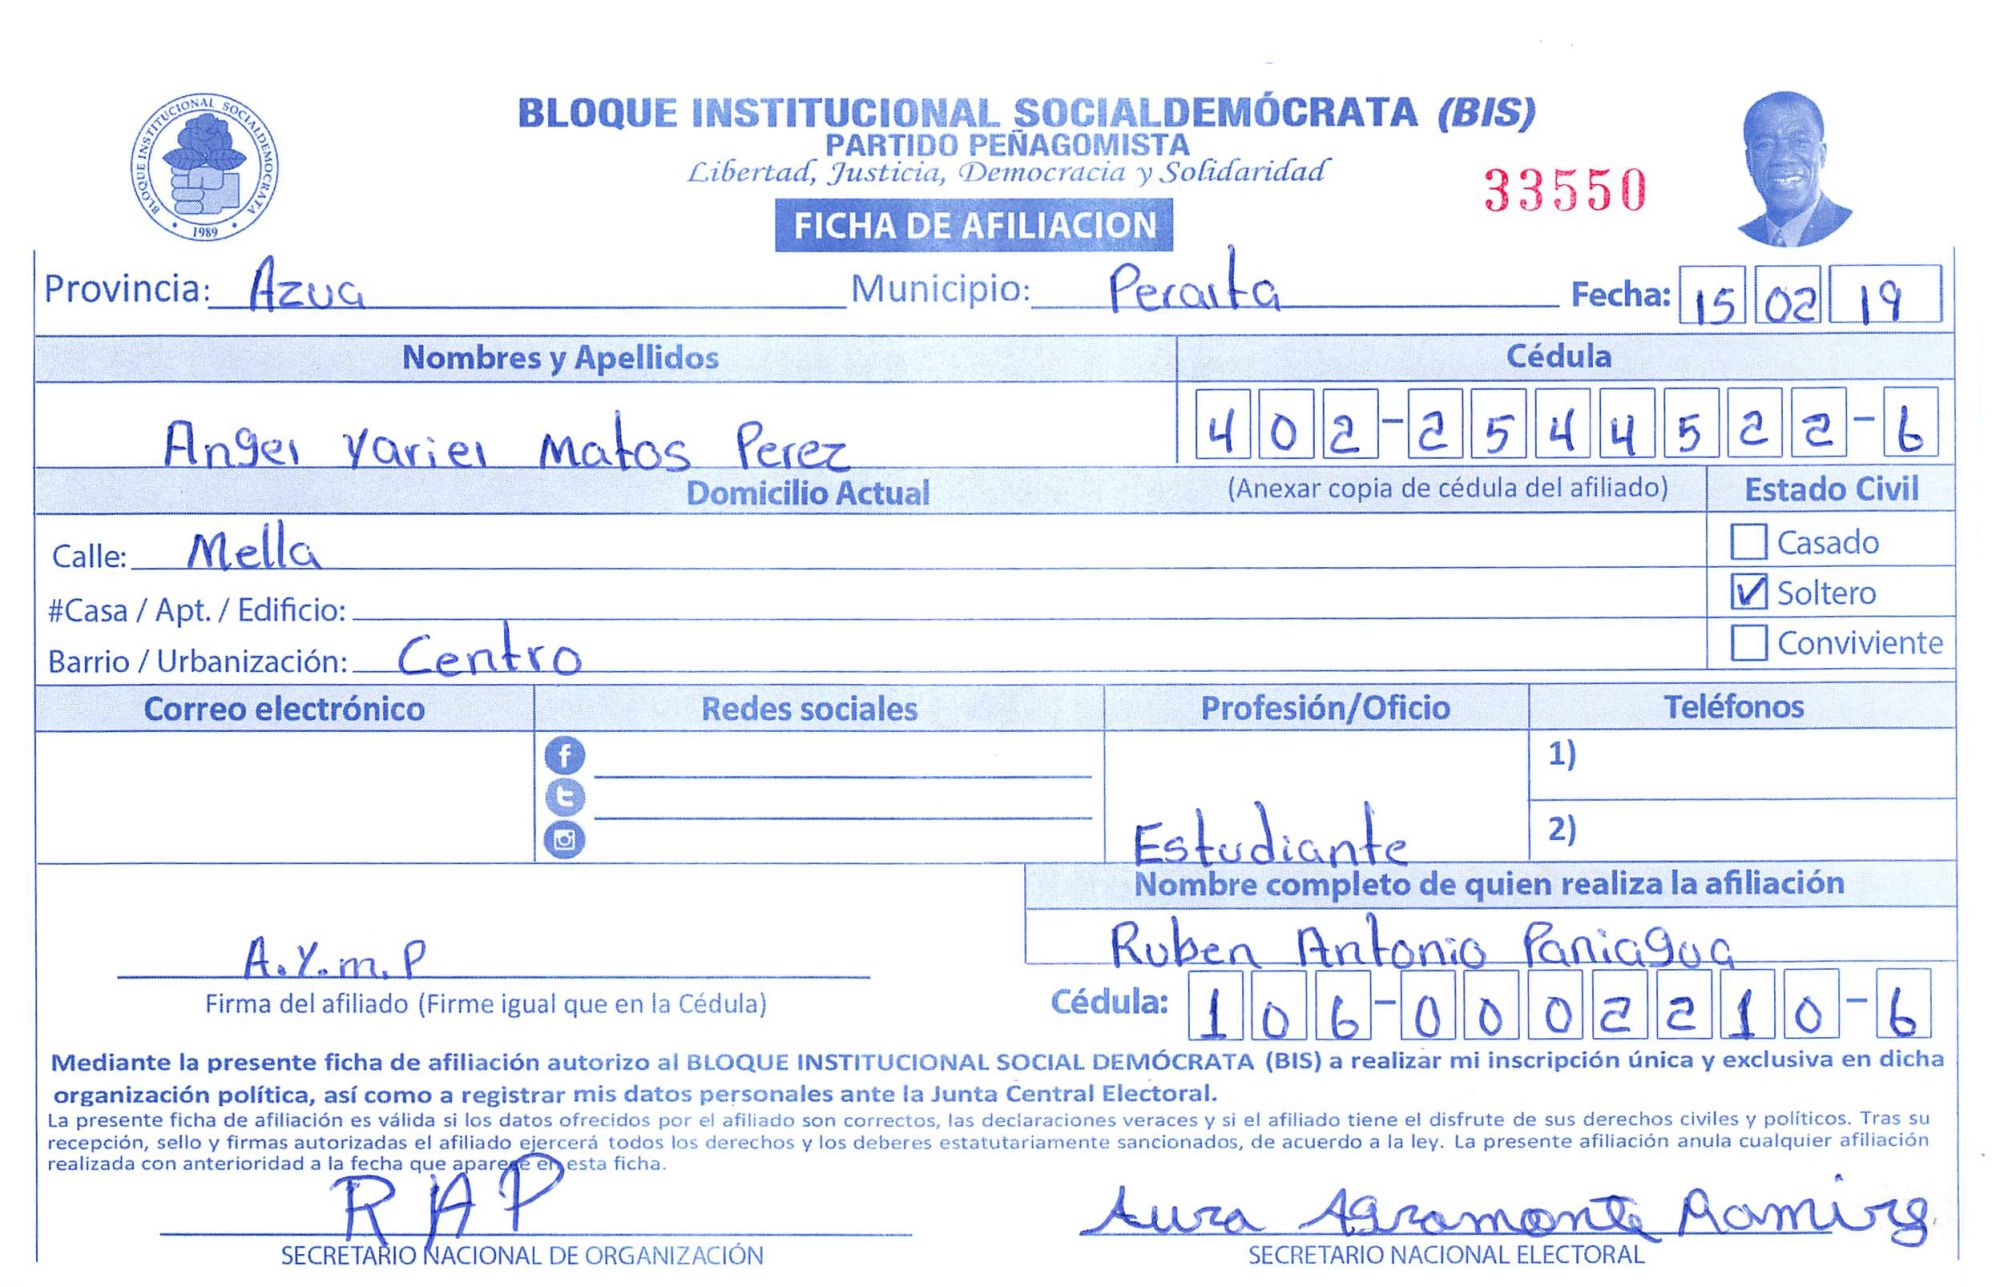 BLOQUE INSTITUCIONAL SOCIALDEMOCRATA
1989
BLOQUE INSTITUCIONAL SOCIALDEMÓCRATA (BIS)
PARTIDO PEÑAGOMISTA
Libertad, Justicia, Democracia y Solidaridad
33550
FICHA DE AFILIACION
Provincia: Azua Municipio: Peralta Fecha: 15 02 19
Nombres y Apellidos Cédula
Angel Yariel Matos Perez 402-2544522-6
Domicilio Actual (Anexar copia de cédula del afiliado) Estado Civil
Calle: Mella Casado
#Casa / Apt. / Edificio: Soltero
Barrio / Urbanización: Centro Conviviente
Correo electrónico Redes sociales Profesión/Oficio Teléfonos
1)
Estudiante 2)
Nombre completo de quien realiza la afiliación
Ruben Antonio Paniagua
A.Y.m.P
Firma del afiliado (Firme igual que en la Cédula) Cédula: 106-0002210-6
Mediante la presente ficha de afiliación autorizo al BLOQUE INSTITUCIONAL SOCIAL DEMÓCRATA (BIS) a realizar mi inscripción única y exclusiva en dicha
organización política, así como a registrar mis datos personales ante la Junta Central Electoral.
La presente ficha de afiliación es válida si los datos ofrecidos por el afiliado son correctos, las declaraciones veraces y si el afiliado tiene el disfrute de sus derechos civiles y políticos. Tras su
recepción, sello y firmas autorizadas el afiliado ejercerá todos los derechos y los deberes estatutariamente sancionados, de acuerdo a la ley. La presente afiliación anula cualquier afiliación
realizada con anterioridad a la fecha que aparece en esta ficha.
RAP Aura Agramonte Ramirez
SECRETARIO NACIONAL DE ORGANIZACIÓN SECRETARIO NACIONAL ELECTORAL